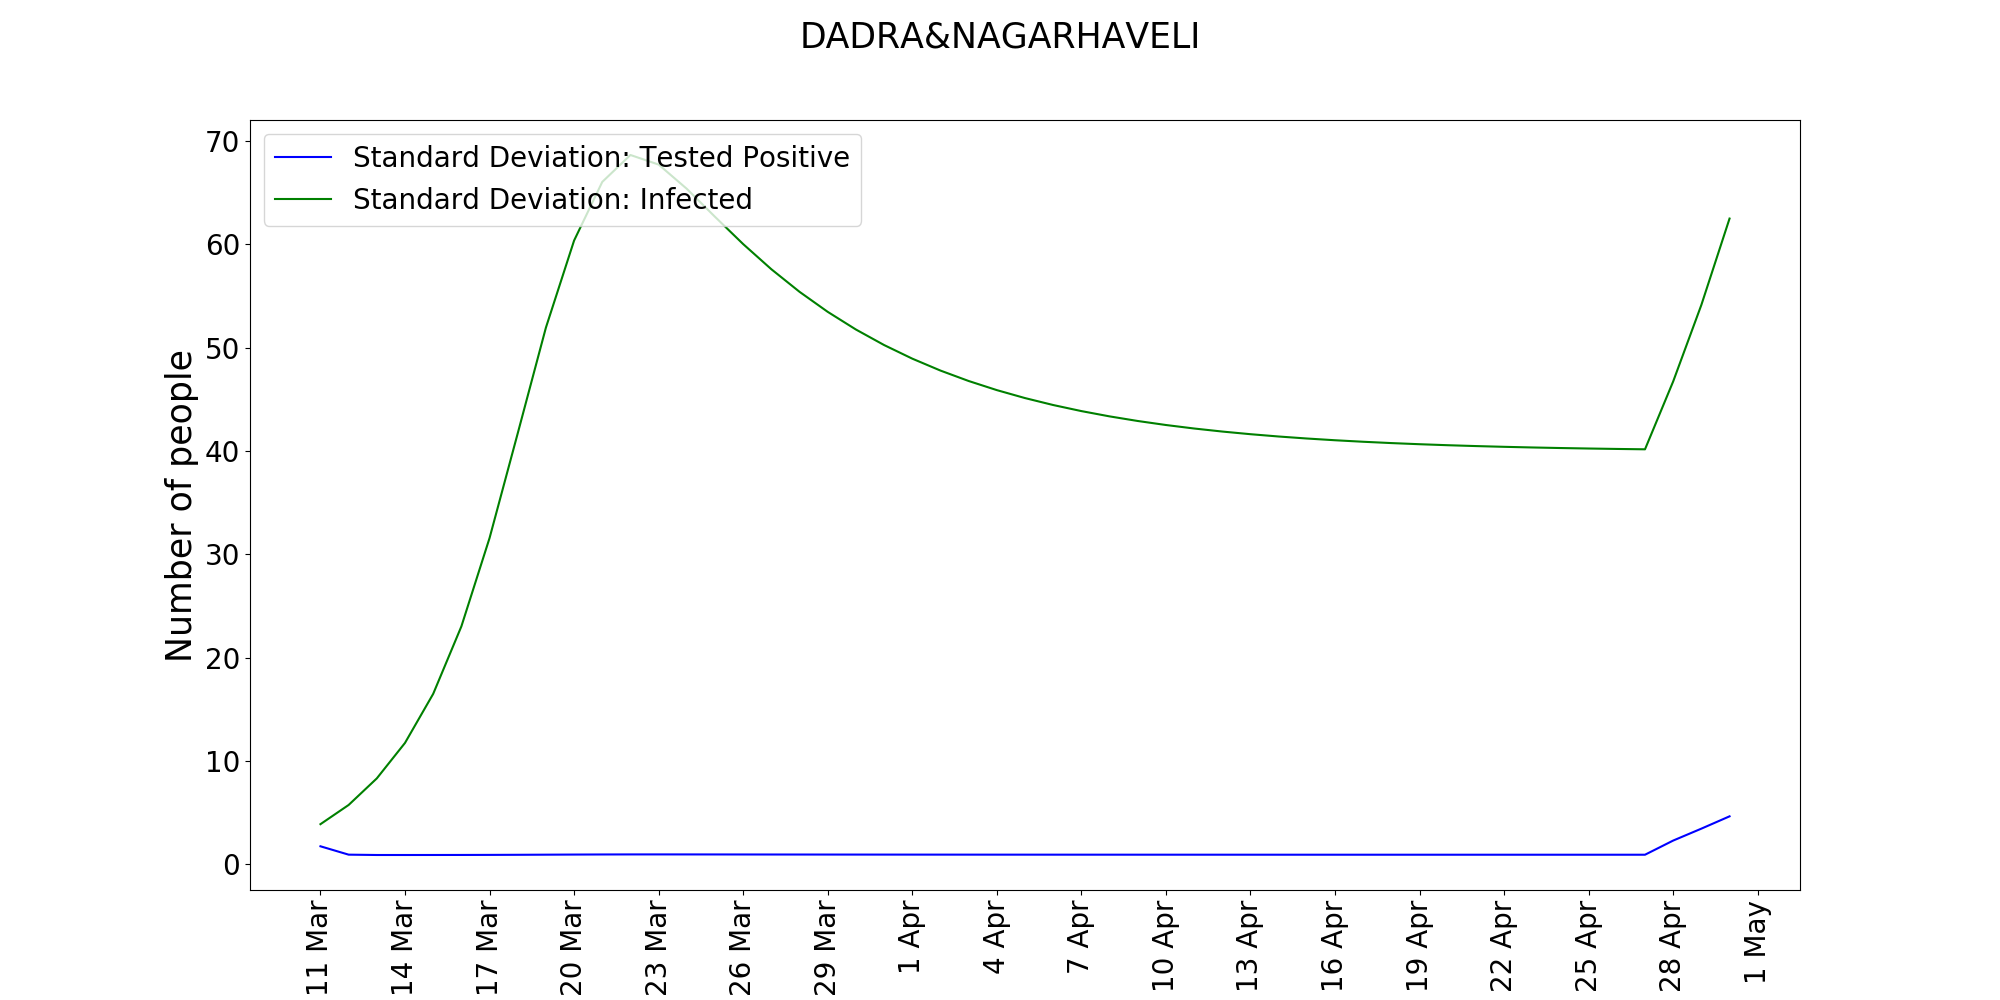 DADRA&NAGARHAVELI
Standard Deviation: Tested Positive
Standard Deviation: Infected
Number of people
70
60
50
40
30
20
10
0
11 Mar
14 Mar
17 Mar
20 Mar
23 Mar
26 Mar
29 Mar
1 Apr
4 Apr
7 Apr
10 Apr
13 Apr
16 Apr
19 Apr
22 Apr
25 Apr
28 Apr
1 May